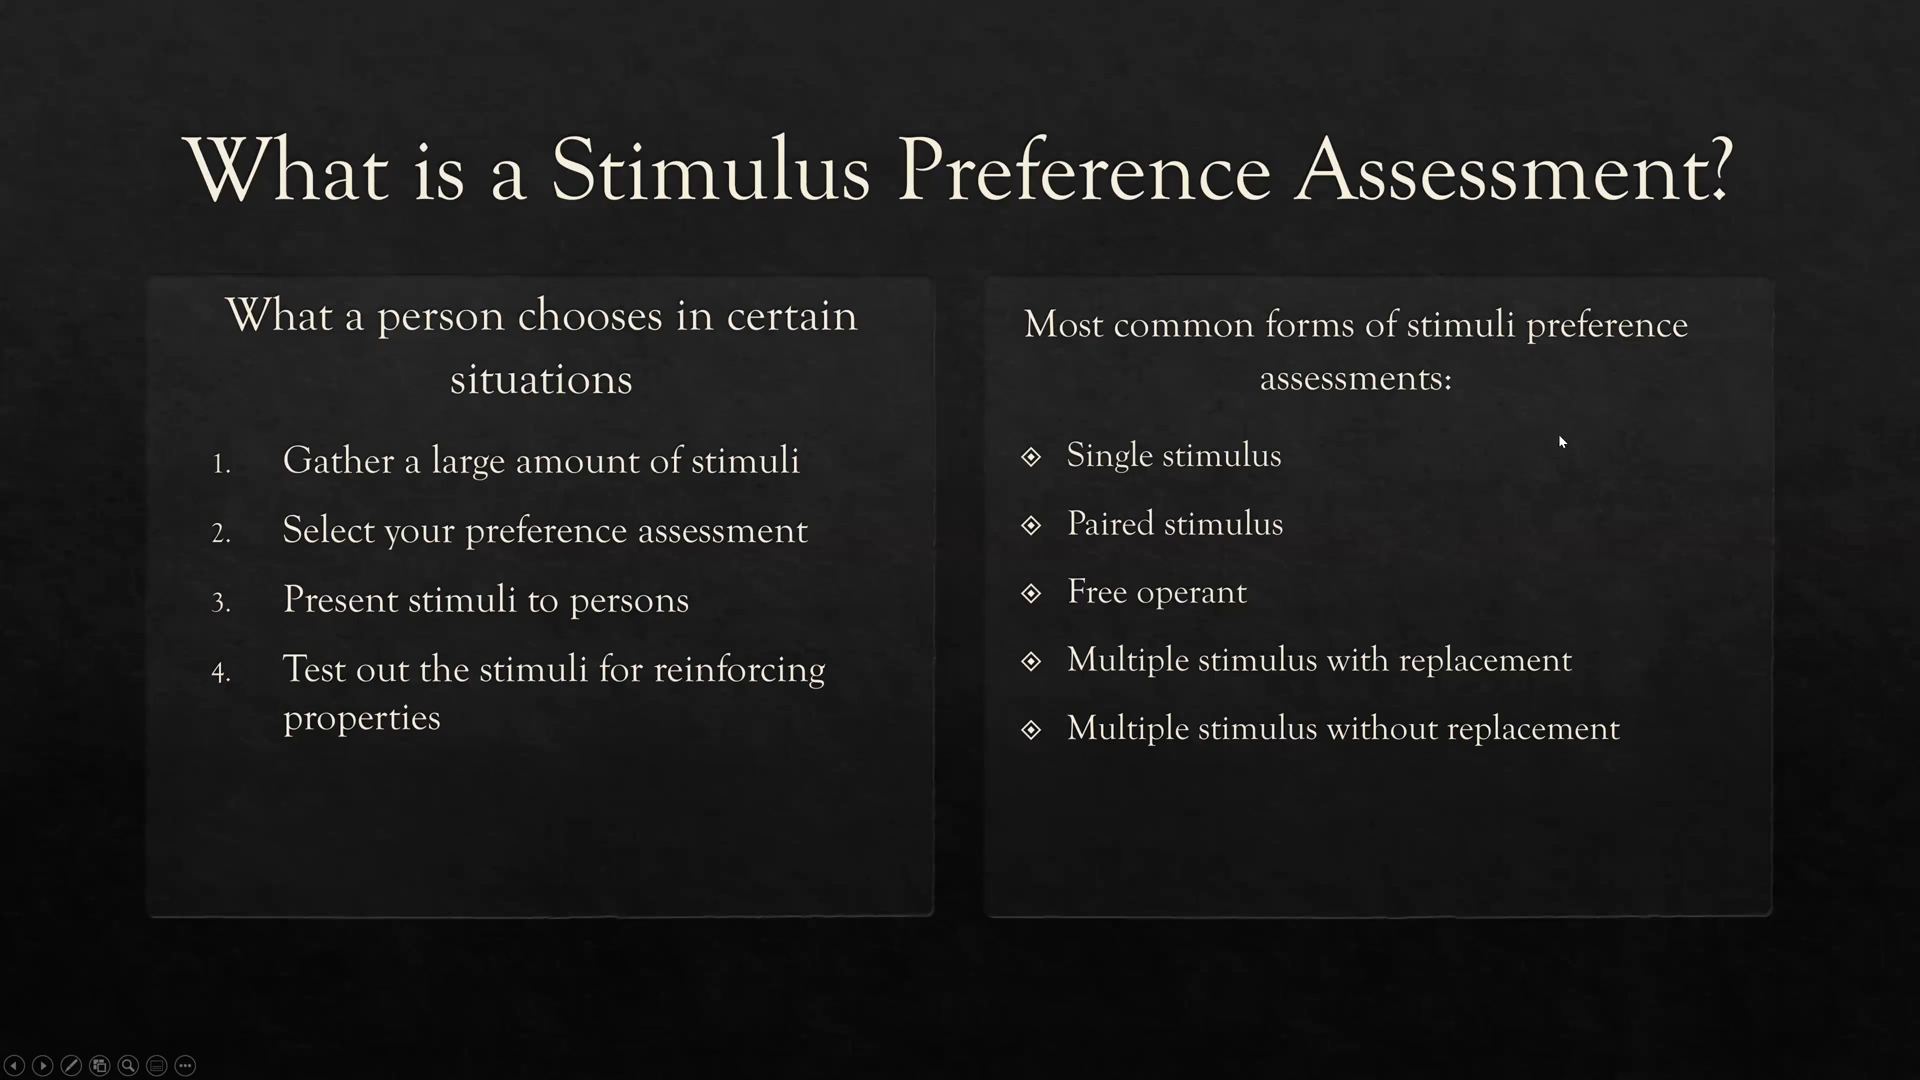 What is a Stimulus Preference Assessment?
What a person chooses in certain
situations
1. Gather a large amount of stimuli
2. Select your preference assessment
3. Present stimuli to persons
4. Test out the stimuli for reinforcing
properties
Most common forms of stimuli preference
assessments:
Single stimulus
Paired stimulus
Free operant
Multiple stimulus with replacement
Multiple stimulus without replacement